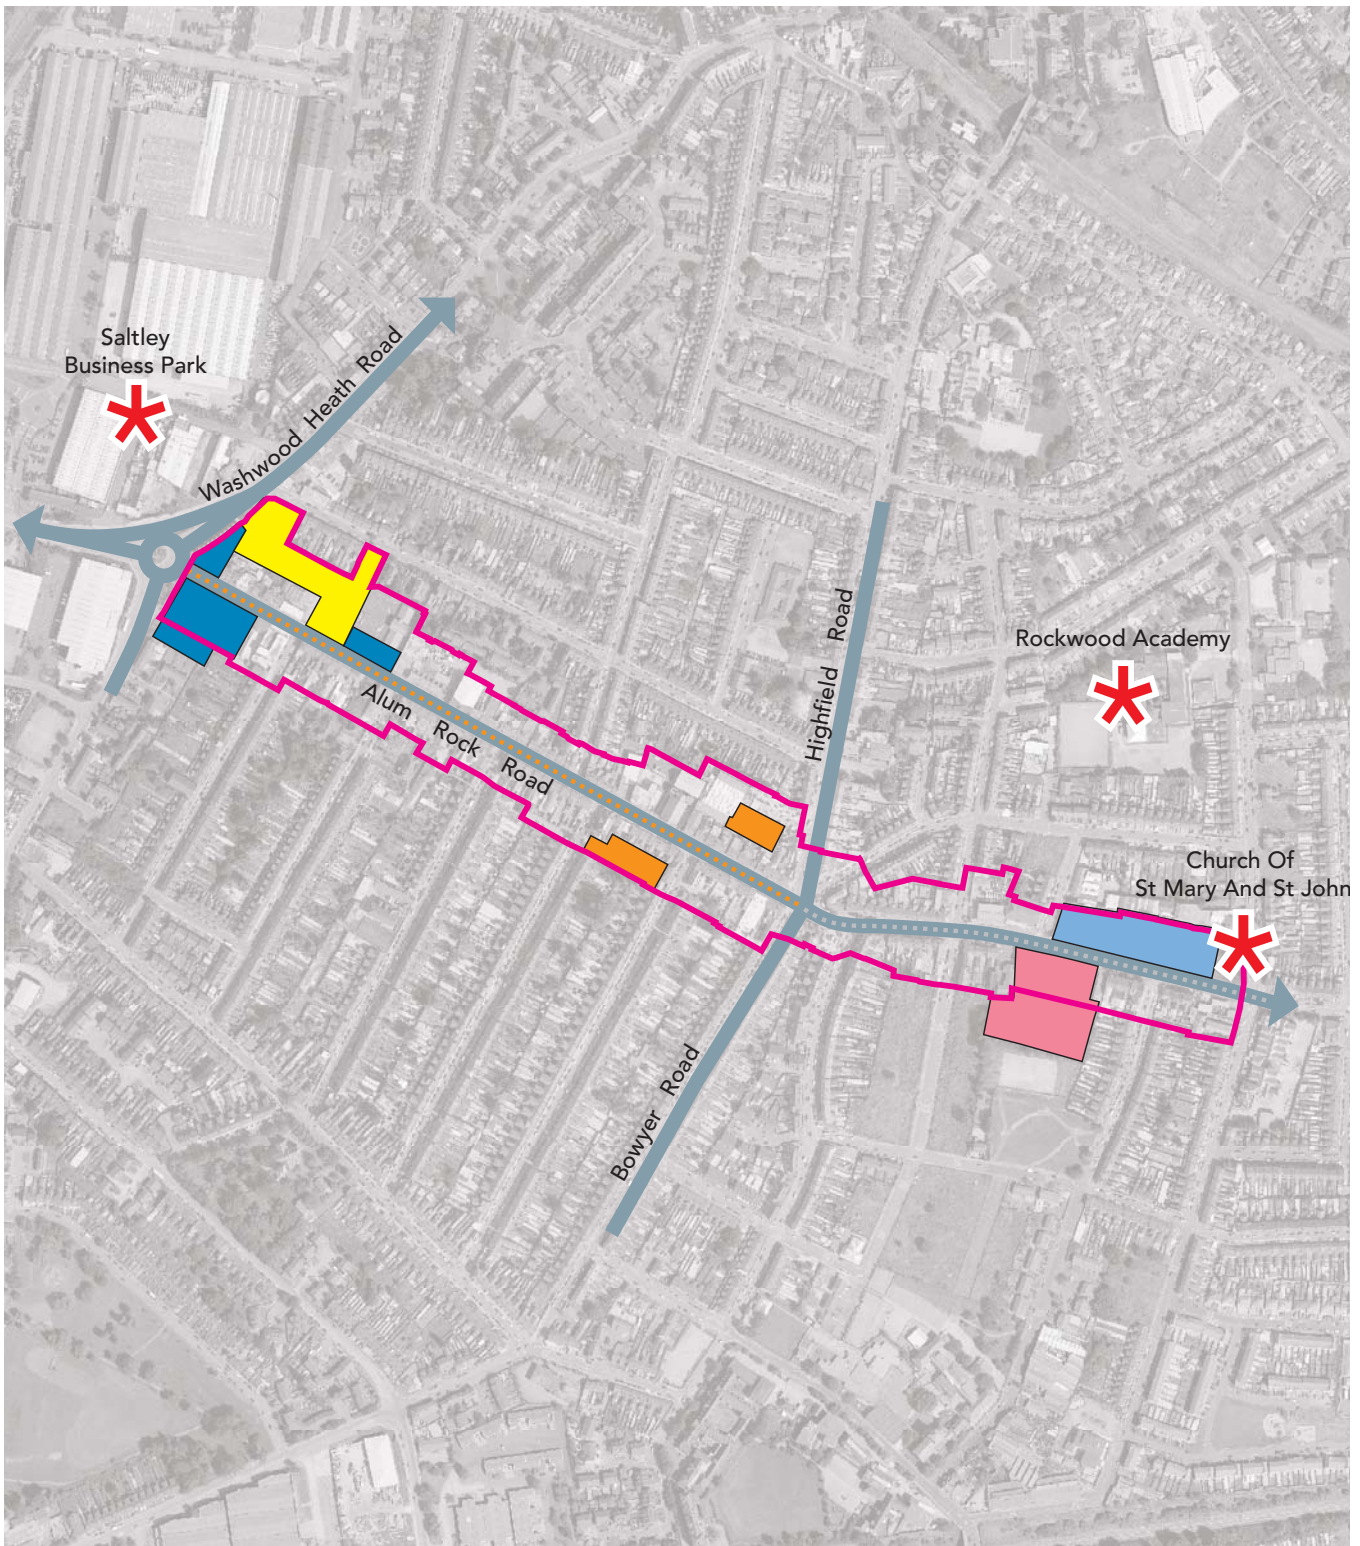 Saltley
Business Park
Washwood Heath Road
Highfield Road
Rockwood Academy
Alum Rock Road
Church Of
St Mary And St John
Bowyer Road